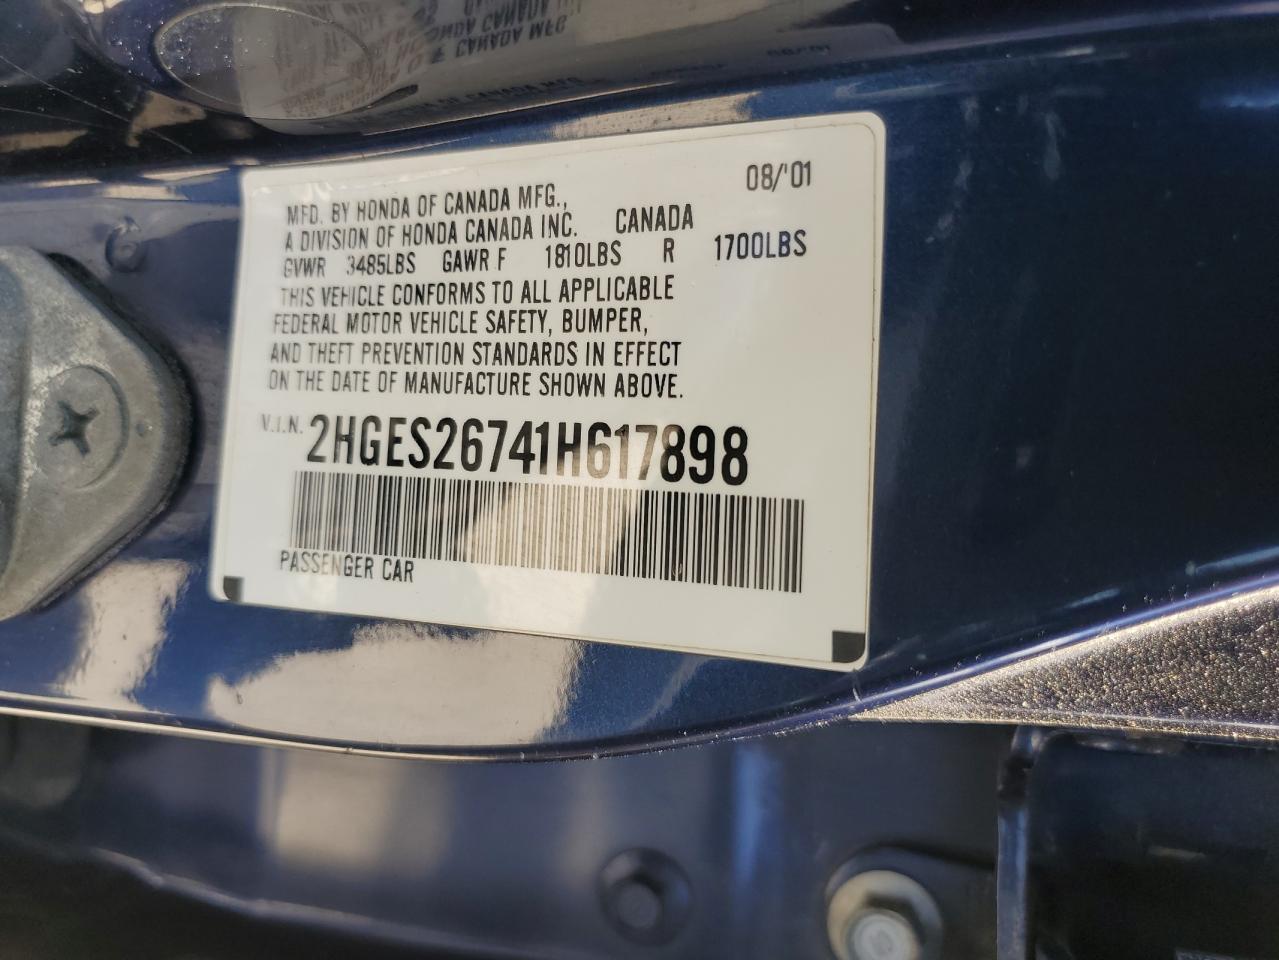 08/'01
MFD. BY HONDA OF CANADA MFG.,
A DIVISION OF HONDA CANADA INC. CANADA
GVWR 3485LBS GAWR F 1810LBS R 1700LBS
THIS VEHICLE CONFORMS TO ALL APPLICABLE
FEDERAL MOTOR VEHICLE SAFETY, BUMPER,
AND THEFT PREVENTION STANDARDS IN EFFECT
ON THE DATE OF MANUFACTURE SHOWN ABOVE.
V.I.N. 2HGES26741H617898
PASSENGER CAR